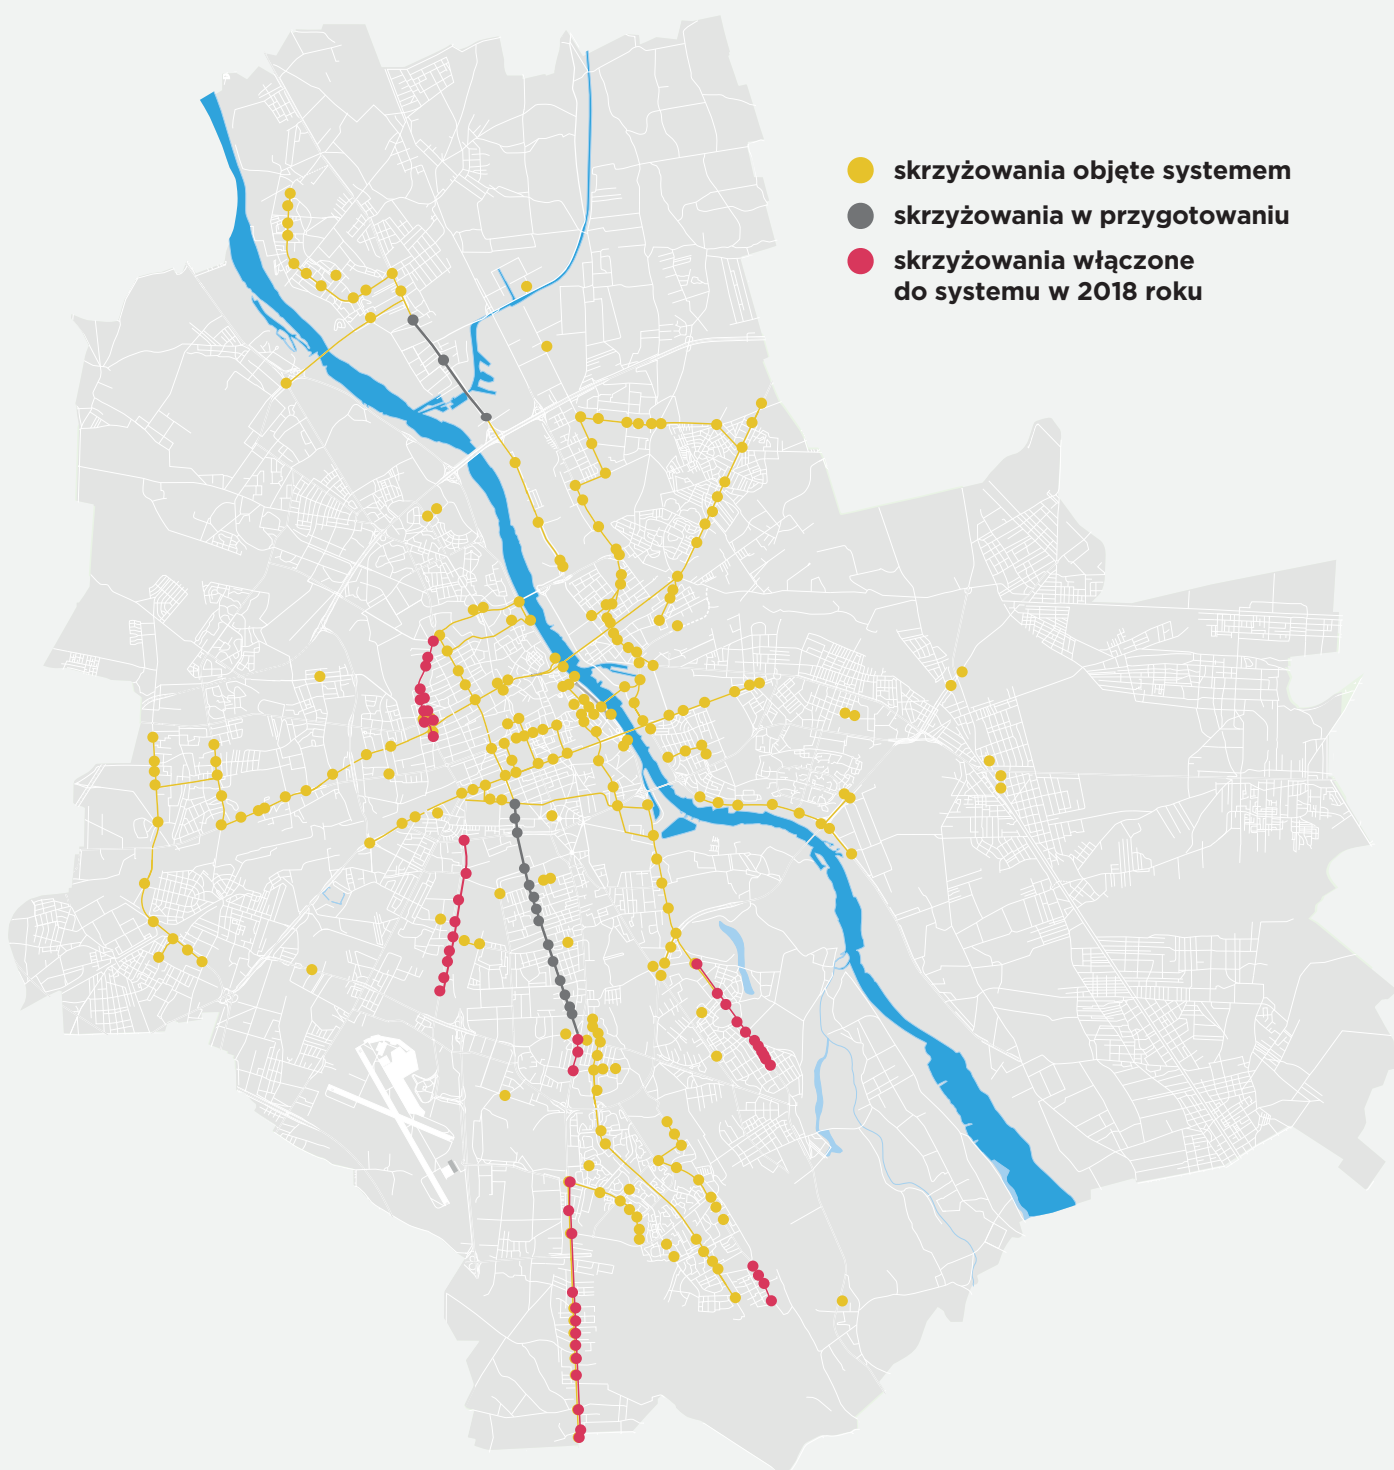 skrzyżowania objęte systemem
skrzyżowania w przygotowaniu
skrzyżowania włączone
do systemu w 2018 roku